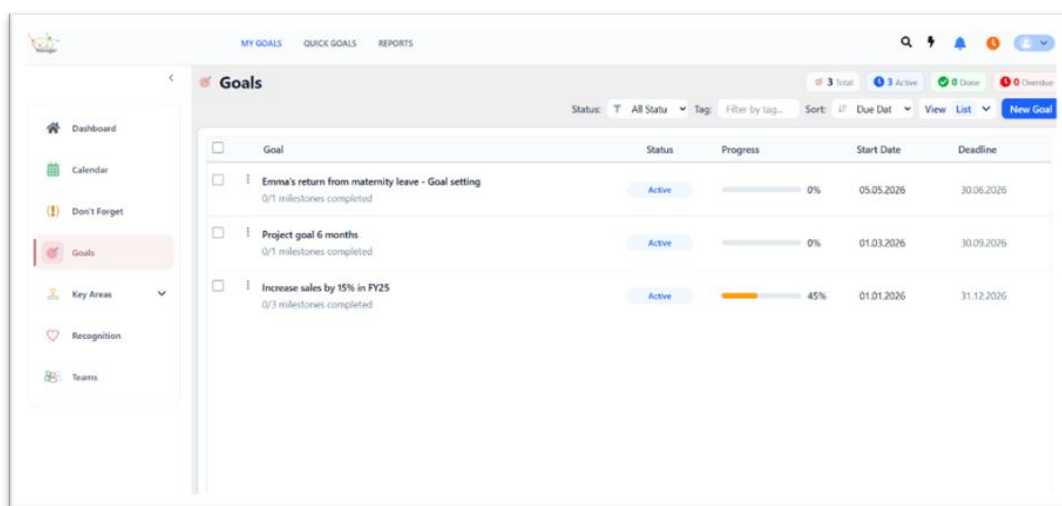 MY GOALS QUICK GOALS REPORTS
Goals
3 Total 3 Active 0 Done 0 Overdue
Status: All Statu Tag: Filter by tag... Sort: Due Dat View List New Goal
Dashboard
Calendar
Don't Forget
Goals
Key Areas
Recognition
Teams
Goal Status Progress Start Date Deadline
Emma's return from maternity leave - Goal setting
0/1 milestones completed
Active 0% 05.05.2026 30.06.2026
Project goal 6 months
0/1 milestones completed
Active 0% 01.03.2026 30.09.2026
Increase sales by 15% in FY25
0/3 milestones completed
Active 45% 01.01.2026 31.12.2026